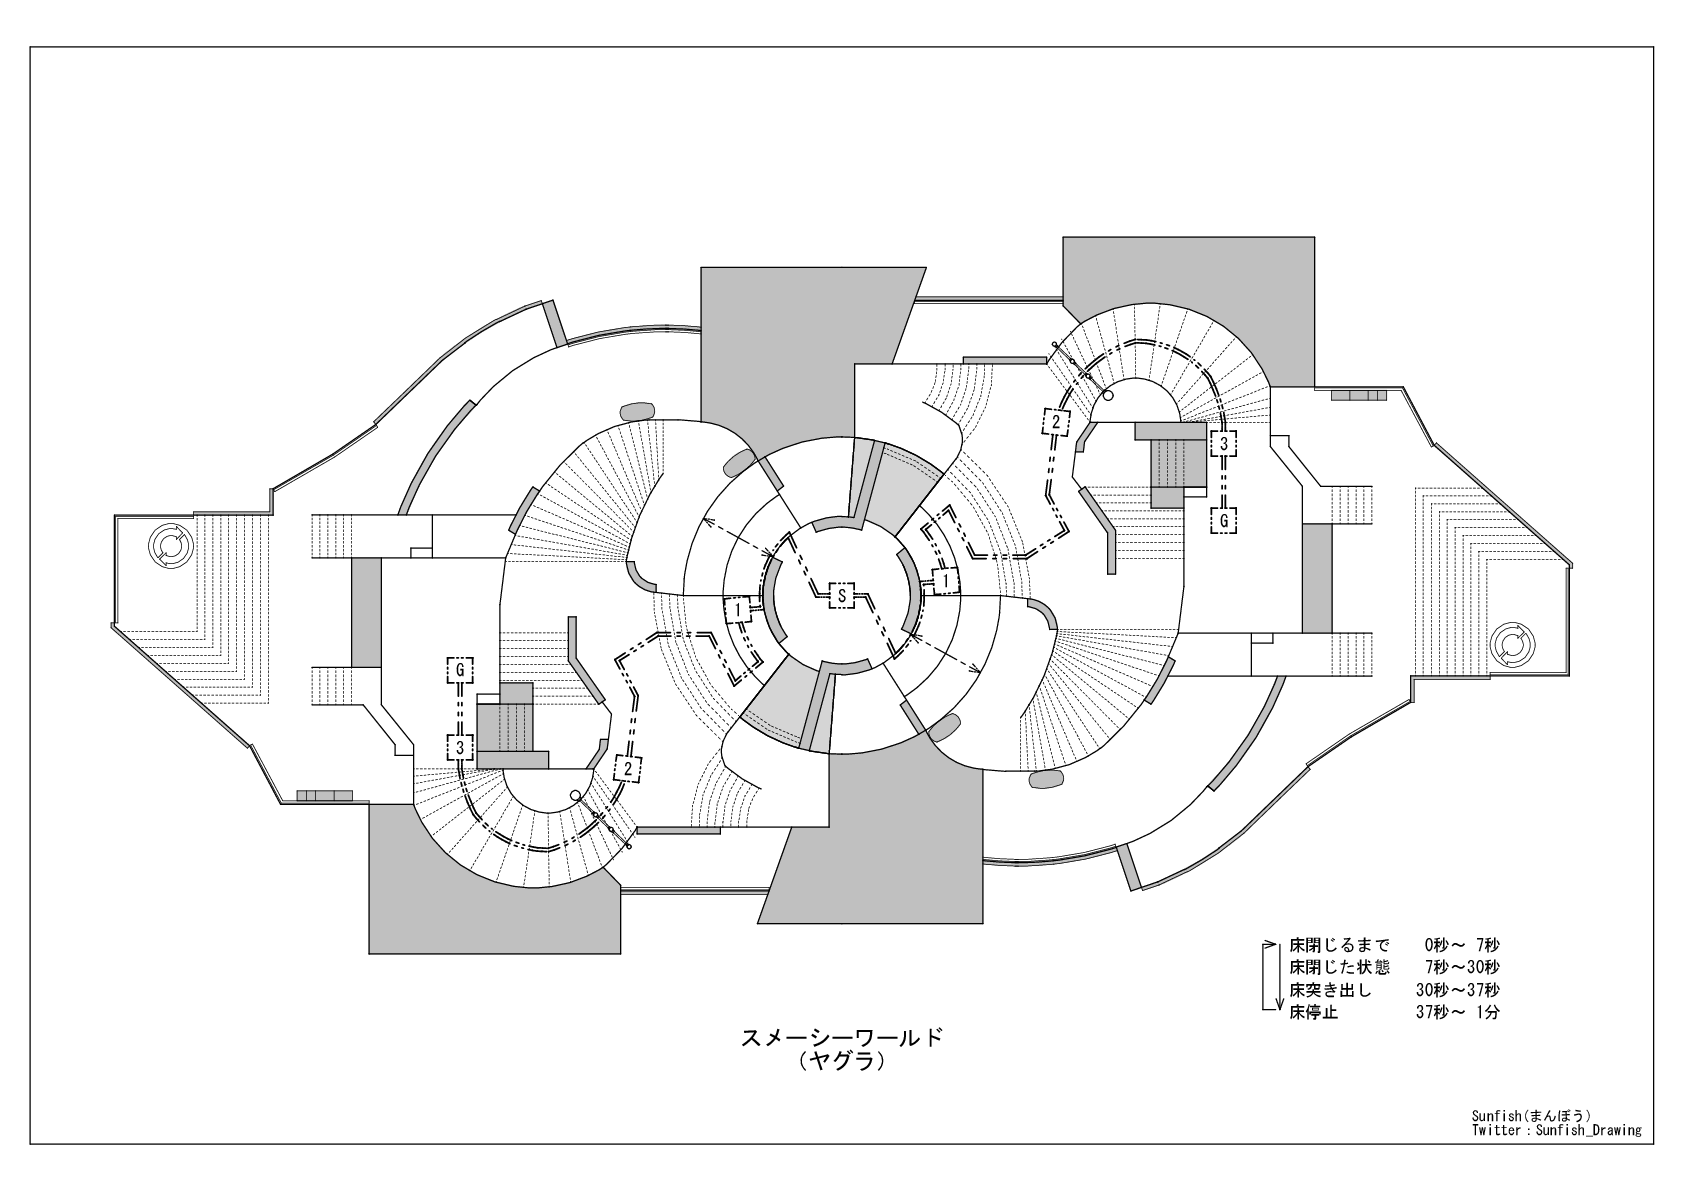 2
3
G
1
S
1
G
3
2
床閉じるまで 0秒～ 7秒
床閉じた状態 7秒～30秒
床突き出し 30秒～37秒
床停止 37秒～ 1分
スメーシーワールド
(ヤグラ)
Sunfish(まんぼう)
Twitter：Sunfish_Drawing